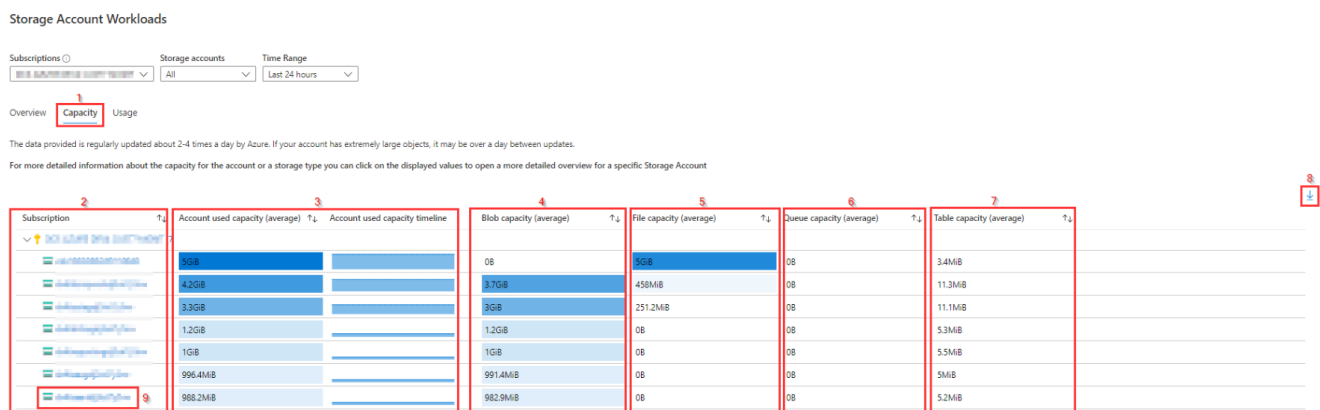 Storage Account Workloads
Subscriptions Storage accounts Time Range
All Last 24 hours
1
Overview Capacity Usage
The data provided is regularly updated about 2-4 times a day by Azure. If your account has extremely large objects, it may be over a day between updates.
For more detailed information about the capacity for the account or a storage type you can click on the displayed values to open a more detailed overview for a specific Storage Account
8
2 3 4 5 6 7
Subscription ↑↓ Account used capacity (average) ↑↓ Account used capacity timeline Blob capacity (average) ↑↓ File capacity (average) ↑↓ Queue capacity (average) ↑↓ Table capacity (average) ↑↓
5GiB 0B 5GiB 0B 3.4MiB
4.2GiB 3.7GiB 458MiB 0B 11.3MiB
3.3GiB 3GiB 251.2MiB 0B 11.1MiB
1.2GiB 1.2GiB 0B 0B 5.3MiB
1GiB 1GiB 0B 0B 5.5MiB
996.4MiB 991.4MiB 0B 0B 5MiB
9 988.2MiB 982.9MiB 0B 0B 5.2MiB